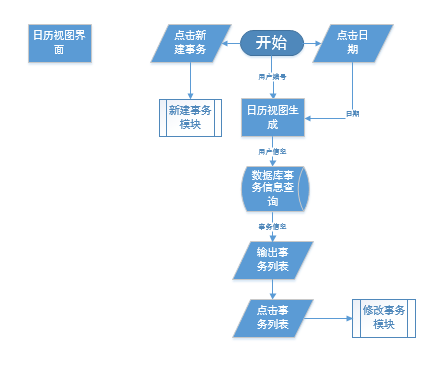 日历视图界
面
点击新
建事务
开始
点击日
期
用户编号
新建事务
模块
日历视图生
成
日期
用户信息
数据库事
务信息查
询
事务信息
输出事
务列表
点击事
务列表
修改事务
模块